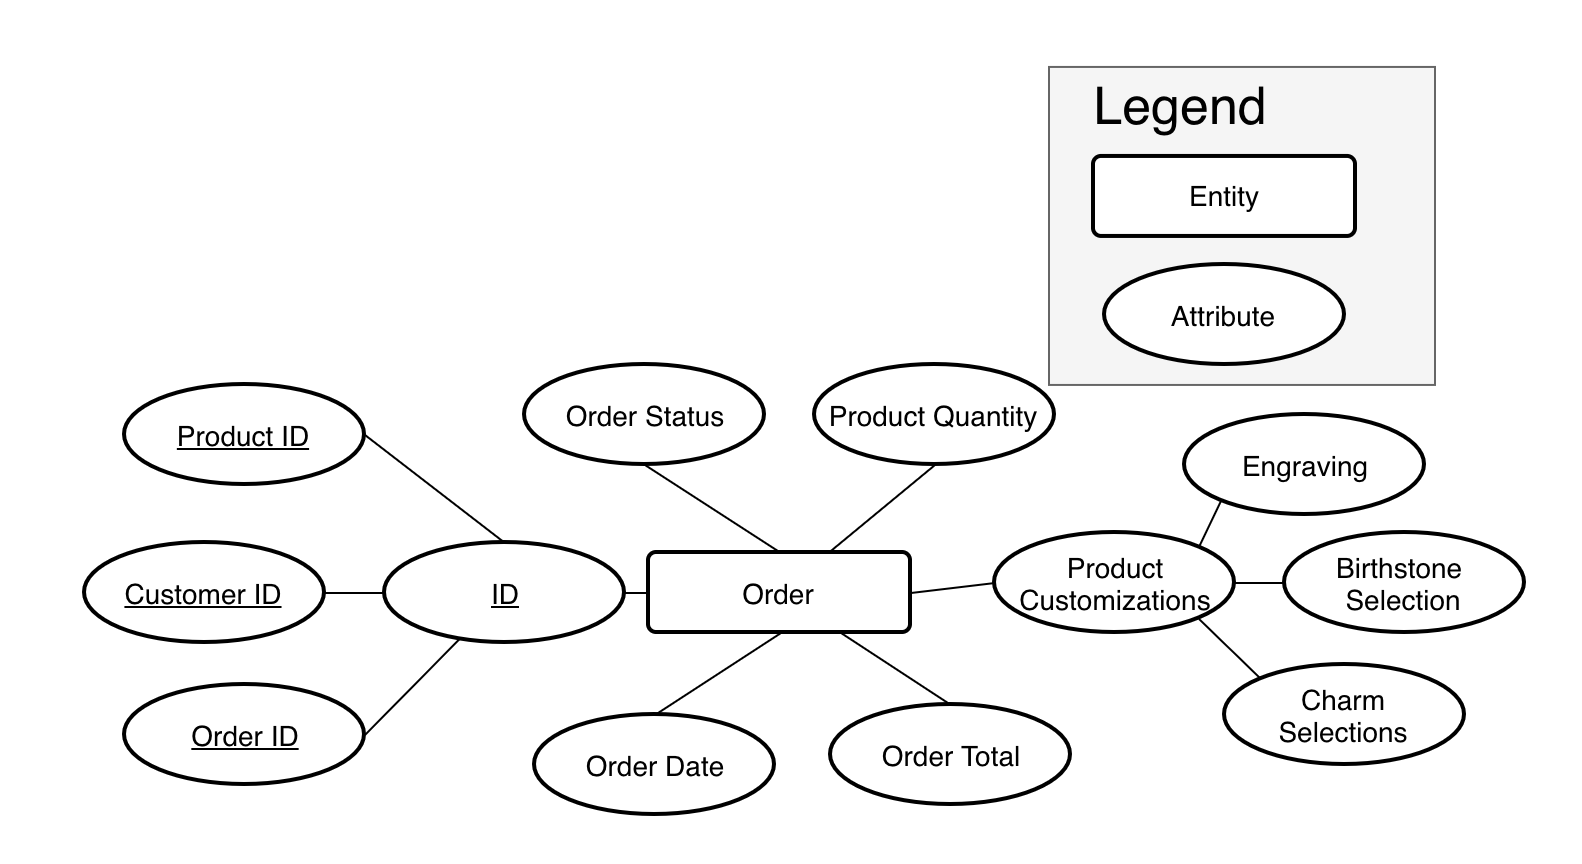 Legend
Entity
Attribute
Order Status
Product Quantity
Product ID
Engraving
Customer ID
ID
Order
Product
Customizations
Birthstone
Selection
Order ID
Order Date
Order Total
Charm
Selections